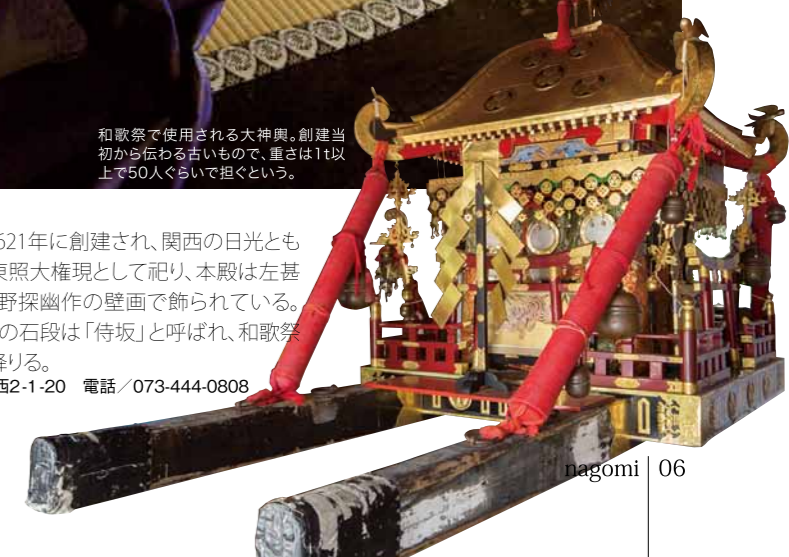 和歌祭で使用される大神輿。創建当
初から伝わる古いもので、重さは1t以
上で50人ぐらいで担ぐという。
621年に創建され、関西の日光とも
東照大権現として祀り、本殿は左甚
野探幽作の壁画で飾られている。
の石段は「侍坂」と呼ばれ、和歌祭
降りる。
西2-1-20　電話／073-444-0808
nagomi | 06